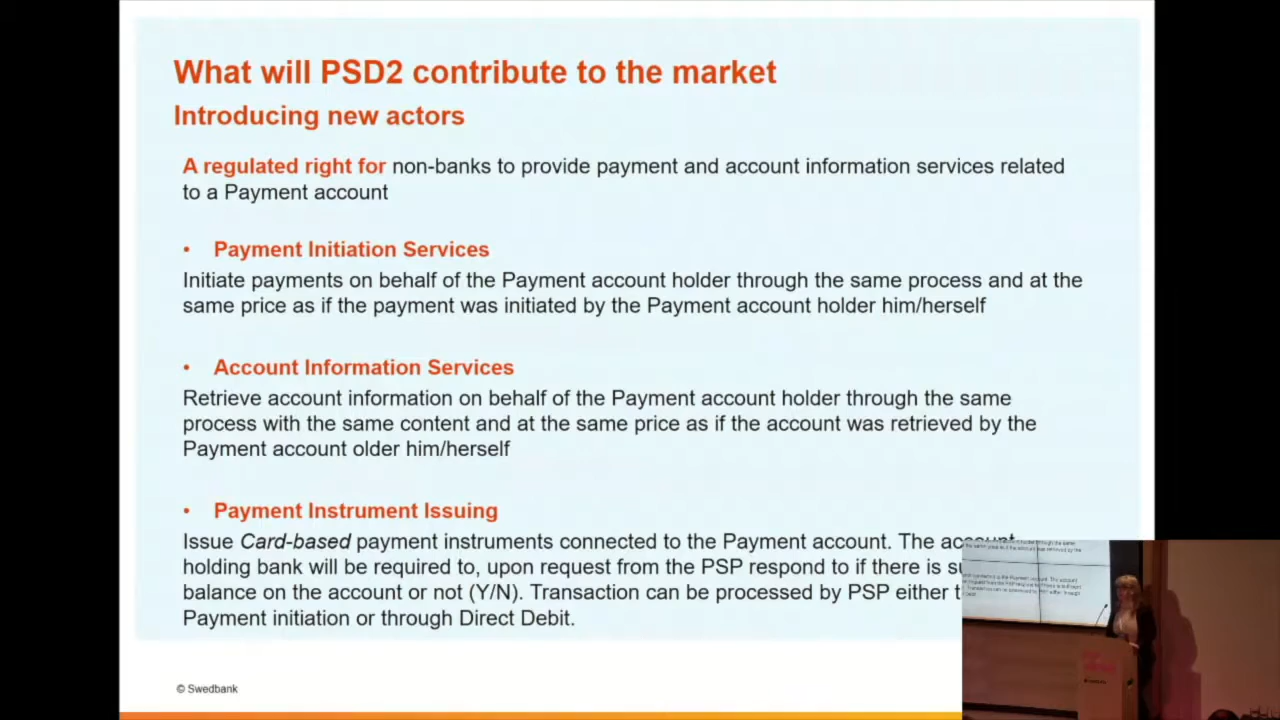 What will PSD2 contribute to the market
Introducing new actors
A regulated right for non-banks to provide payment and account information services related
to a Payment account
• Payment Initiation Services
Initiate payments on behalf of the Payment account holder through the same process and at the
same price as if the payment was initiated by the Payment account holder him/herself
• Account Information Services
Retrieve account information on behalf of the Payment account holder through the same
process with the same content and at the same price as if the account was retrieved by the
Payment account older him/herself
• Payment Instrument Issuing
Issue Card-based payment instruments connected to the Payment account. The
holding bank will be required to, upon request from the PSP respond to if there is
balance on the account or not (Y/N). Transaction can be processed by PSP either
Payment initiation or through Direct Debit.
© Swedbank